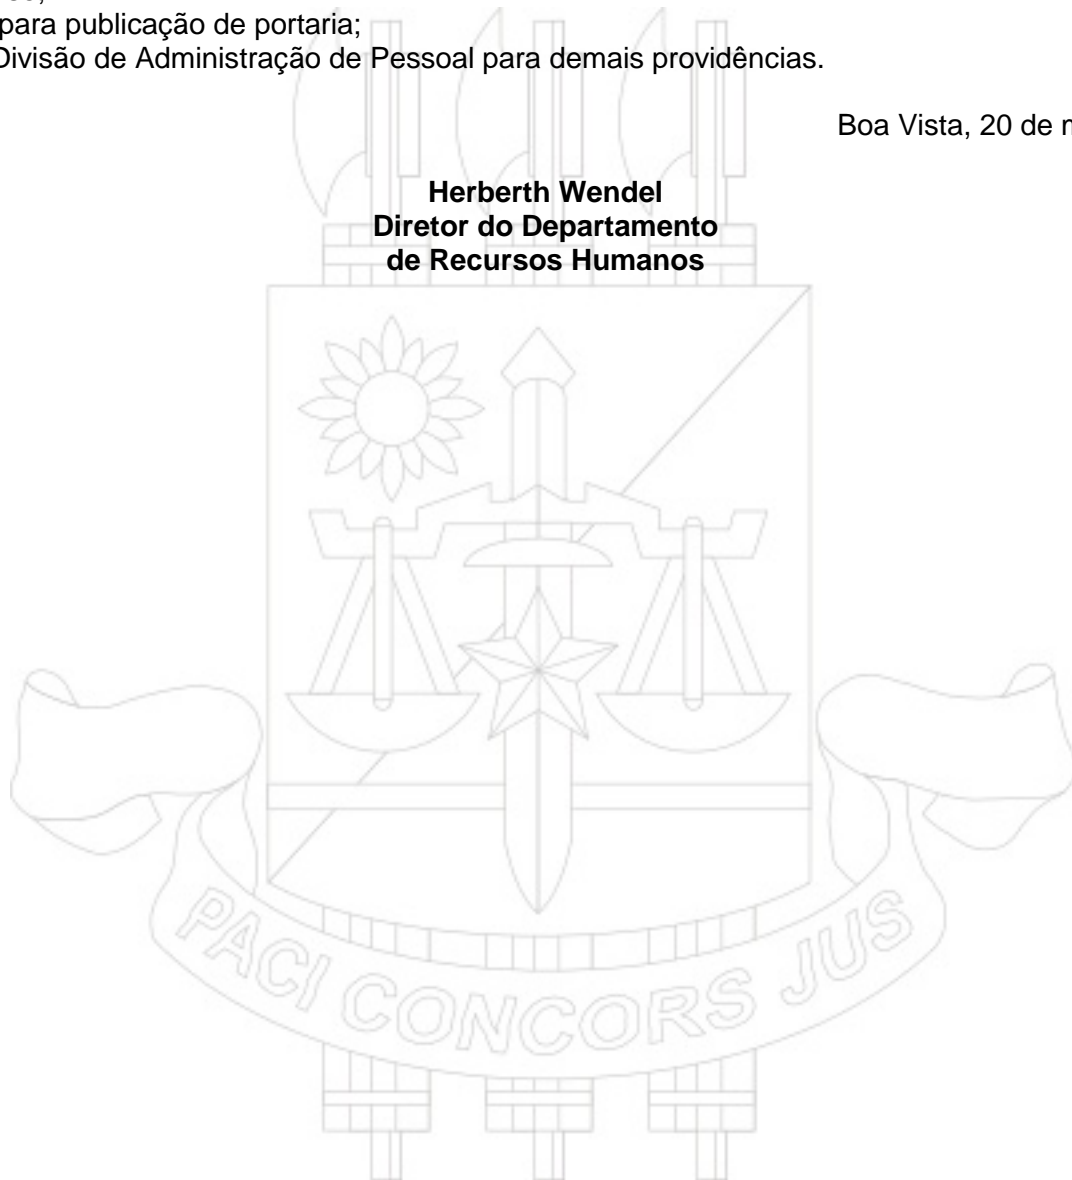 para publicação de portaria;
Divisão de Administração de Pessoal para demais providências.
Boa Vista, 20 de
Herberth Wendel
Diretor do Departamento
de Recursos Humanos
PACI CONCORS JUS